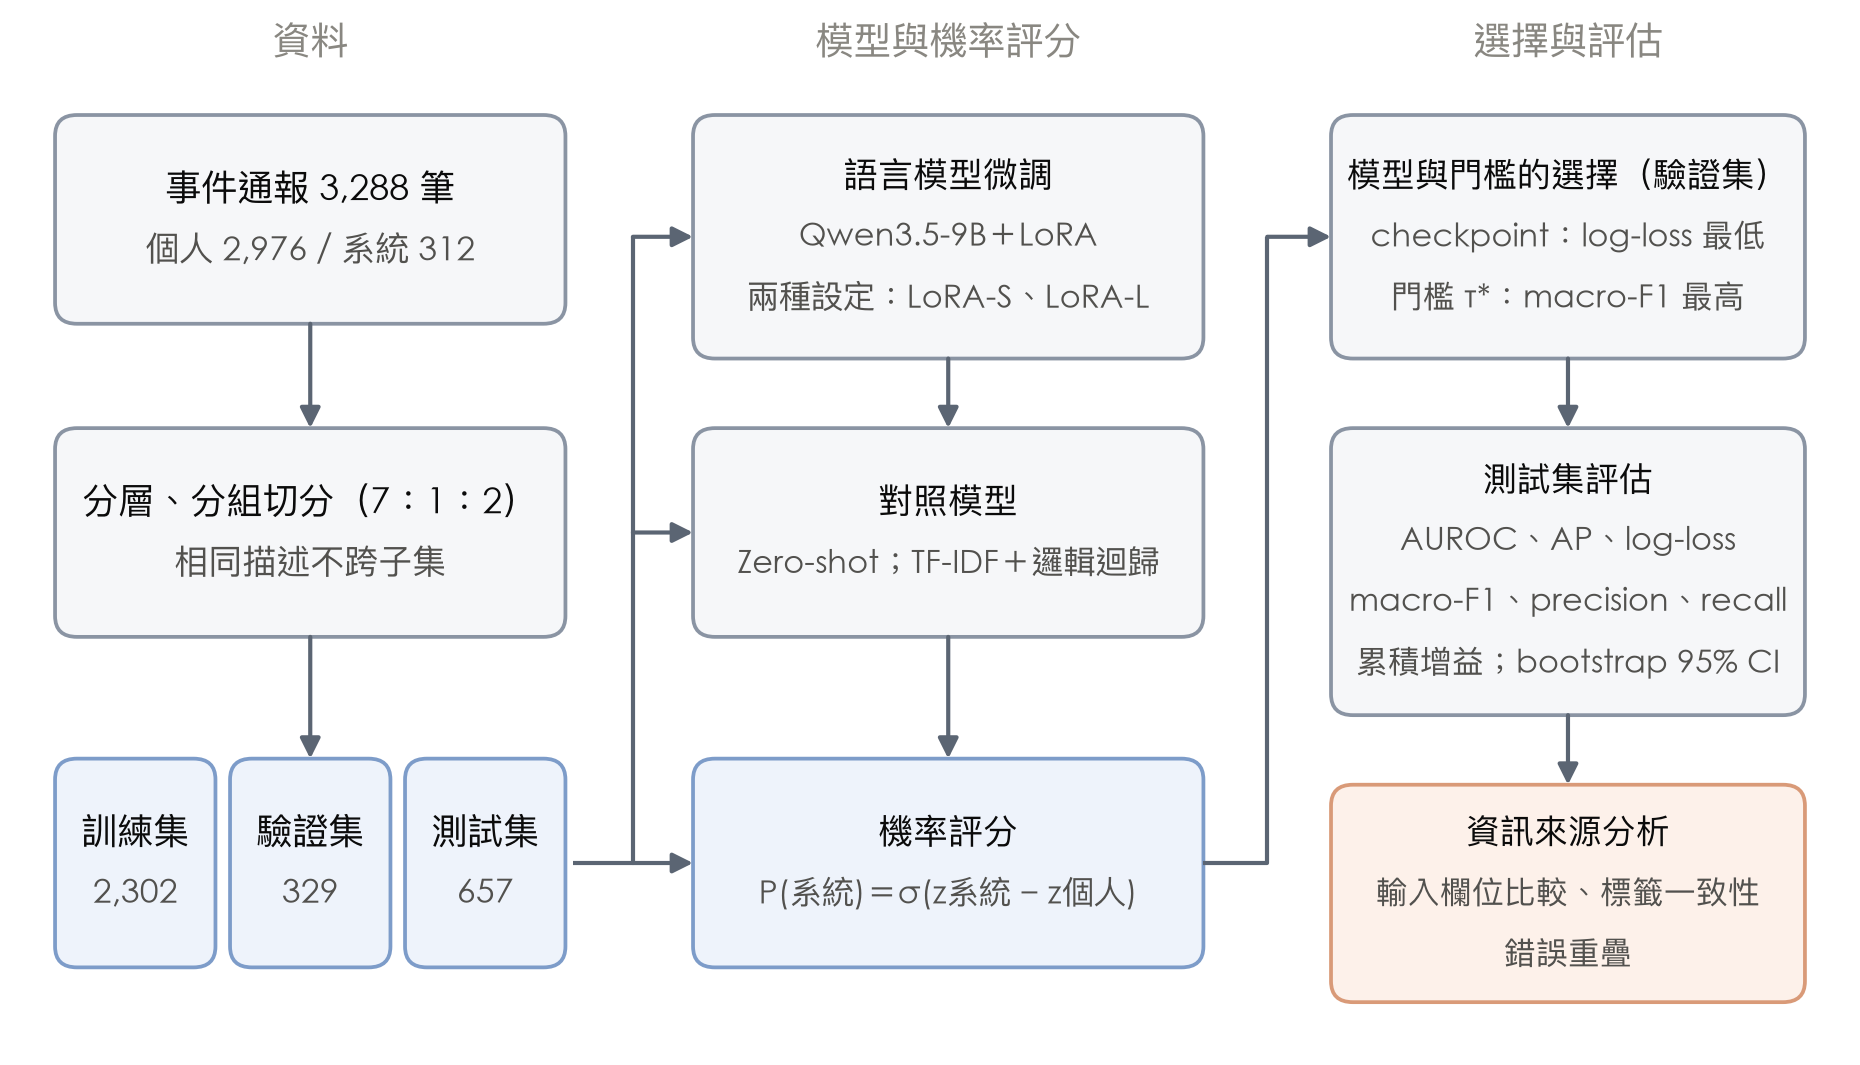 資料
事件通報 3,288 筆
個人 2,976 / 系統 312
分層、分組切分（7：1：2）
相同描述不跨子集
訓練集
2,302
驗證集
329
測試集
657
模型與機率評分
語言模型微調
Qwen3.5-9B＋LoRA
兩種設定：LoRA-S、LoRA-L
對照模型
Zero-shot；TF-IDF＋邏輯迴歸
機率評分
P(系統)＝σ(z系統 − z個人)
選擇與評估
模型與門檻的選擇（驗證集）
checkpoint：log-loss 最低
門檻 τ*：macro-F1 最高
測試集評估
AUROC、AP、log-loss
macro-F1、precision、recall
累積增益；bootstrap 95% CI
資訊來源分析
輸入欄位比較、標籤一致性
錯誤重疊